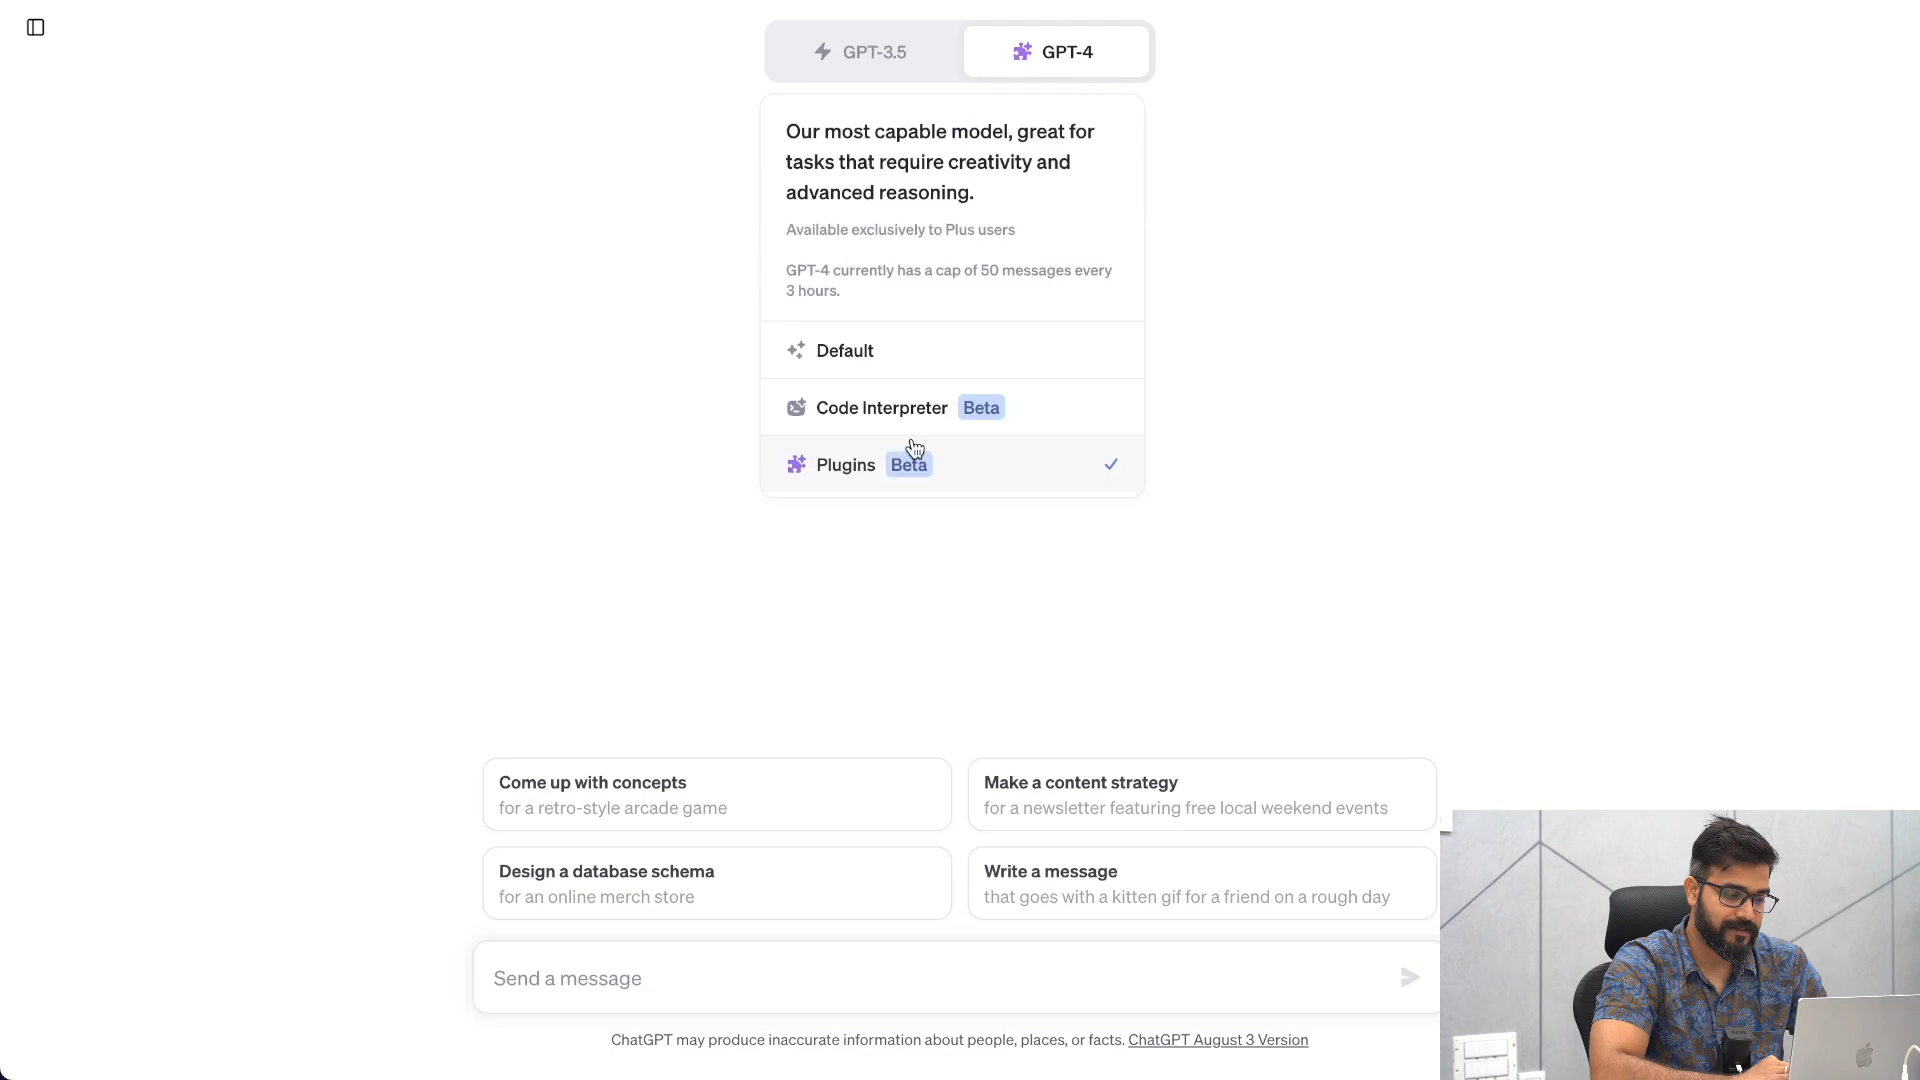 GPT-3.5
GPT-4
Our most capable model, great for
tasks that require creativity and
advanced reasoning.
Available exclusively to Plus users
GPT-4 currently has a cap of 50 messages every
3 hours.
Default
Code Interpreter Beta
Plugins Beta
Come up with concepts
for a retro-style arcade game
Make a content strategy
for a newsletter featuring free local weekend events
Design a database schema
for an online merch store
Write a message
that goes with a kitten gif for a friend on a rough day
Send a message
ChatGPT may produce inaccurate information about people, places, or facts. ChatGPT August 3 Version